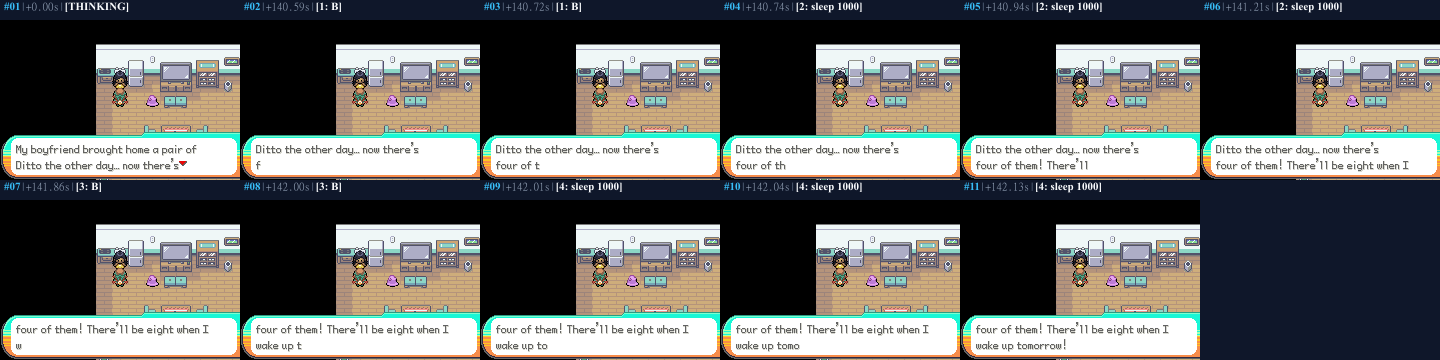 #01|+0.00s|[THINKING]
My boyfriend brought home a pair of
Ditto the other day... now there's
#02|+140.59s|[1: B]
Ditto the other day... now there's
f
#03|+140.72s|[1: B]
Ditto the other day... now there's
four of t
#04|+140.74s|[2: sleep 1000]
Ditto the other day... now there's
four of th
#05|+140.94s|[2: sleep 1000]
Ditto the other day... now there's
four of them! There'll
#06|+141.21s|[2: sleep 1000]
Ditto the other day... now there's
four of them! There'll be eight when I
#07|+141.86s|[3: B]
four of them! There'll be eight when I
w
#08|+142.00s|[3: B]
four of them! There'll be eight when I
wake up t
#09|+142.01s|[4: sleep 1000]
four of them! There'll be eight when I
wake up to
#10|+142.04s|[4: sleep 1000]
four of them! There'll be eight when I
wake up tomo
#11|+142.13s|[4: sleep 1000]
four of them! There'll be eight when I
wake up tomorrow!